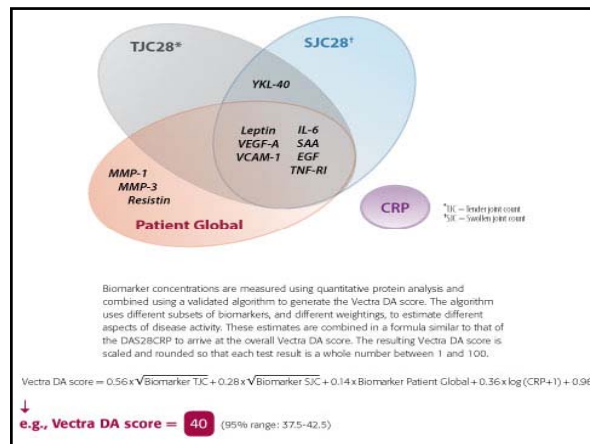 TJC28*
SJC28†
YKL-40
Leptin IL-6
VEGF-A SAA
VCAM-1 EGF
TNF-RI
MMP-1
MMP-3
Resistin
Patient Global
CRP
*TJC – Tender joint count
†SJC – Swollen joint count
Biomarker concentrations are measured using quantitative protein analysis and
combined using a validated algorithm to generate the Vectra DA score. The algorithm
uses different subsets of biomarkers, and different weightings, to estimate different
aspects of disease activity. These estimates are combined in a formula similar to that of
the DAS28CRP to arrive at the overall Vectra DA score. The resulting Vectra DA score is
scaled and rounded so that each test result is a whole number between 1 and 100.
Vectra DA score = 0.56 x √Biomarker TJC + 0.28 x √Biomarker SJC + 0.14 x Biomarker Patient Global + 0.36 x log (CRP+1) + 0.96
↓
e.g., Vectra DA score = 40 (95% range: 37.5-42.5)